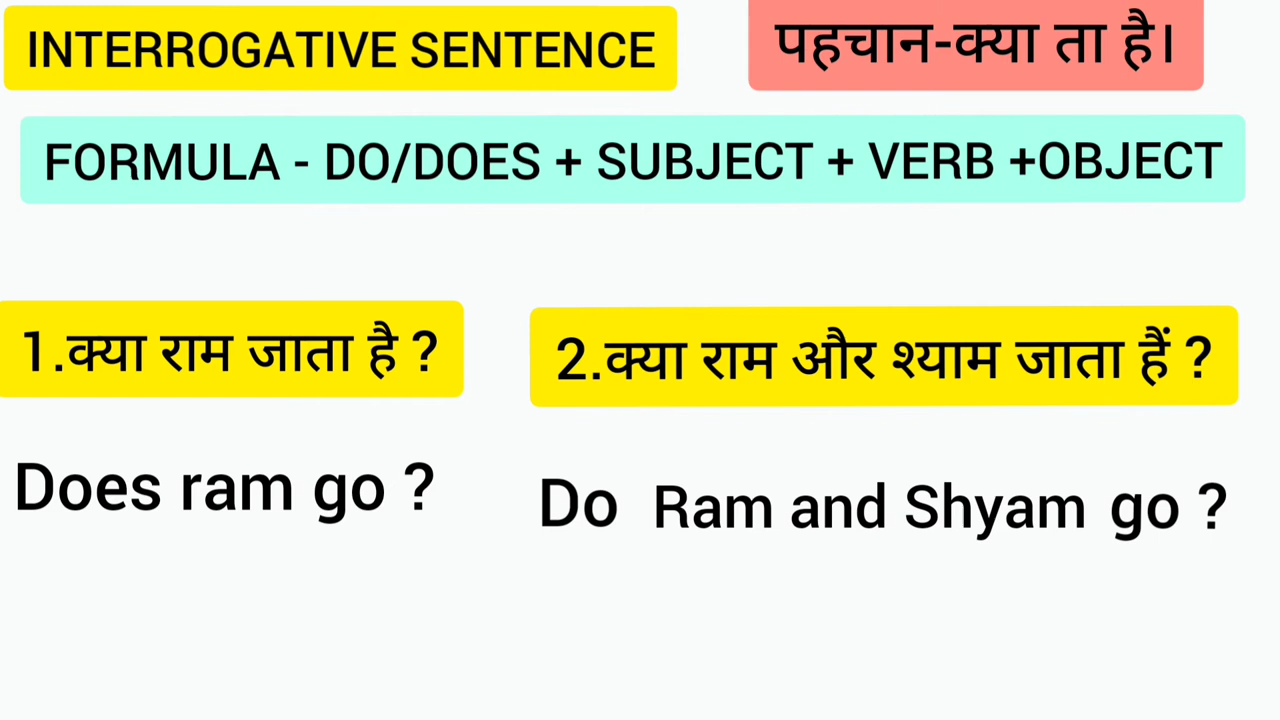 INTERROGATIVE SENTENCE
पहचान-क्या ता है।
FORMULA - DO/DOES + SUBJECT + VERB +OBJECT
1.क्या राम जाता है ?
2.क्या राम और श्याम जाता हैं ?
Does ram go ?
Do Ram and Shyam go ?